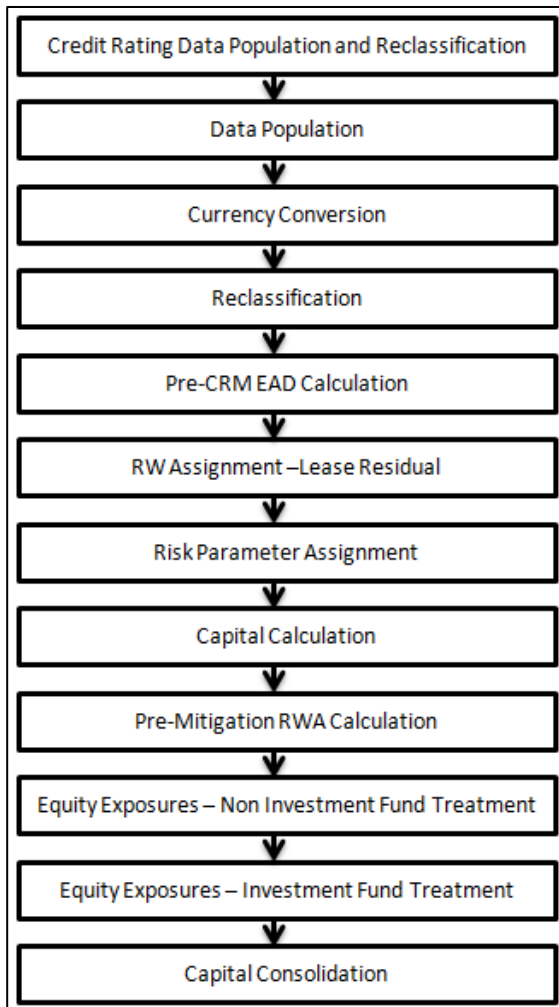 Credit Rating Data Population and Reclassification
Data Population
Currency Conversion
Reclassification
Pre-CRM EAD Calculation
RW Assignment –Lease Residual
Risk Parameter Assignment
Capital Calculation
Pre-Mitigation RWA Calculation
Equity Exposures – Non Investment Fund Treatment
Equity Exposures – Investment Fund Treatment
Capital Consolidation